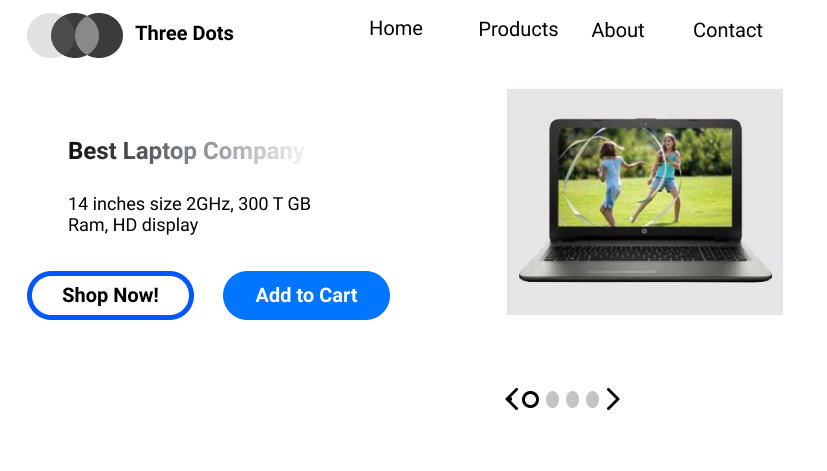 Three Dots
Home
Products
About
Contact
Best Laptop Company
14 inches size 2GHz, 300 T GB
Ram, HD display
Shop Now!
Add to Cart